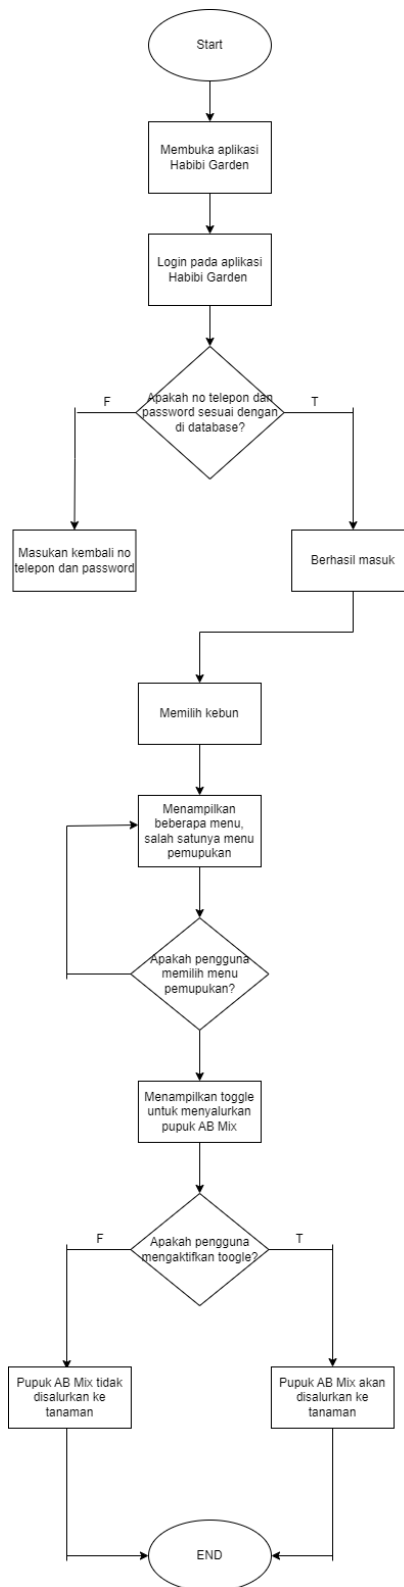 Start
Membuka aplikasi
Habibi Garden
Login pada aplikasi
Habibi Garden
Apakah no telepon dan
password sesuai dengan
di database?
F
T
Masukan kembali no
telepon dan password
Berhasil masuk
Memilih kebun
Menampilkan
beberapa menu,
salah satunya menu
pemupukan
Apakah pengguna
memilih menu
pemupukan?
Menampilkan toggle
untuk menyalurkan
pupuk AB Mix
Apakah pengguna
mengaktifkan toogle?
F
T
Pupuk AB Mix tidak
disalurkan ke
tanaman
Pupuk AB Mix akan
disalurkan ke
tanaman
END